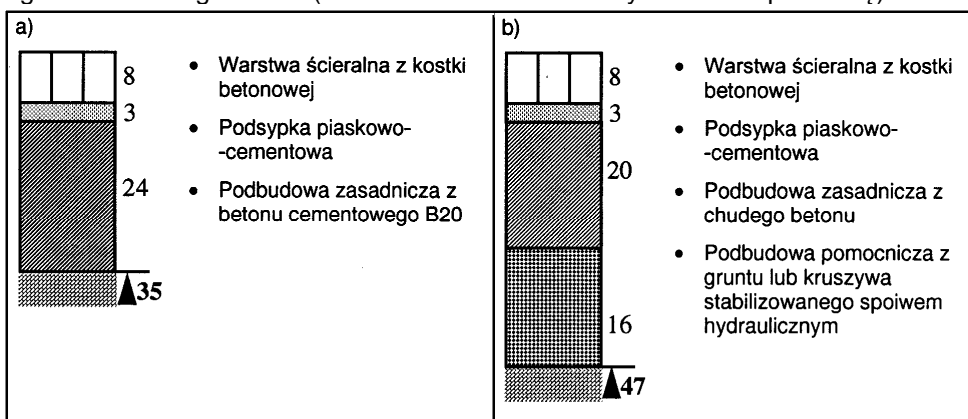 a)
8
3
24
35
• Warstwa ścieralna z kostki
betonowej
• Podsypka piaskowo-
-cementowa
• Podbudowa zasadnicza z
betonu cementowego B20
b)
8
3
20
16
47
• Warstwa ścieralna z kostki
betonowej
• Podsypka piaskowo-
-cementowa
• Podbudowa zasadnicza z
chudego betonu
• Podbudowa pomocnicza z
gruntu lub kruszywa
stabilizowanego spoiwem
hydraulicznym